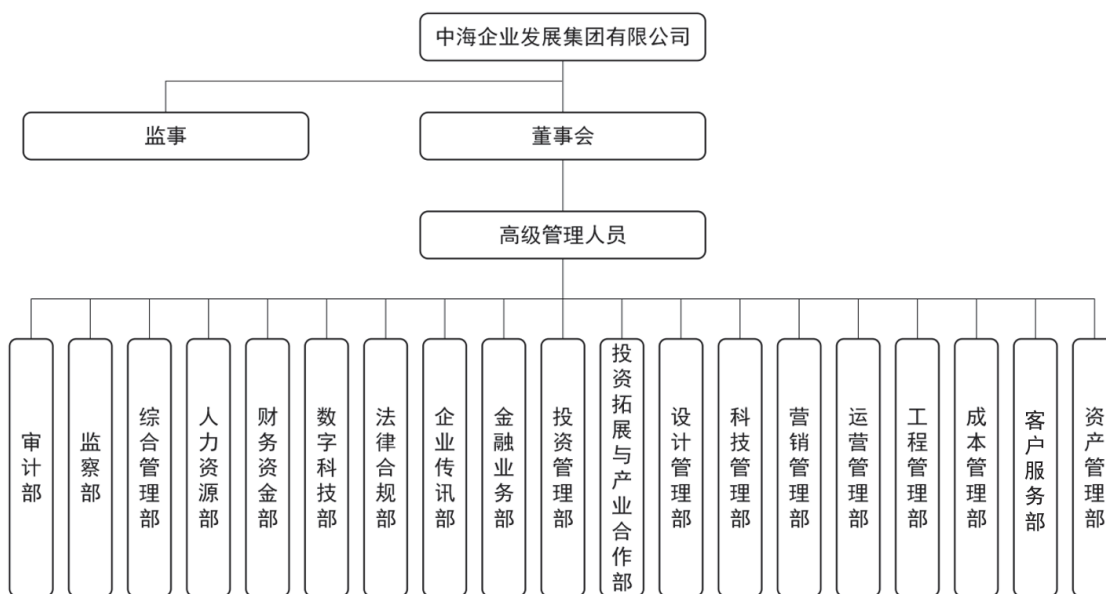 中海企业发展集团有限公司
监事
董事会
高级管理人员
审计部
监察部
综合管理部
人力资源部
财务资金部
数字科技部
法律合规部
企业传讯部
金融业务部
投资管理部
投资拓展与产业合作部
设计管理部
科技管理部
营销管理部
运营管理部
工程管理部
成本管理部
客户服务部
资产管理部